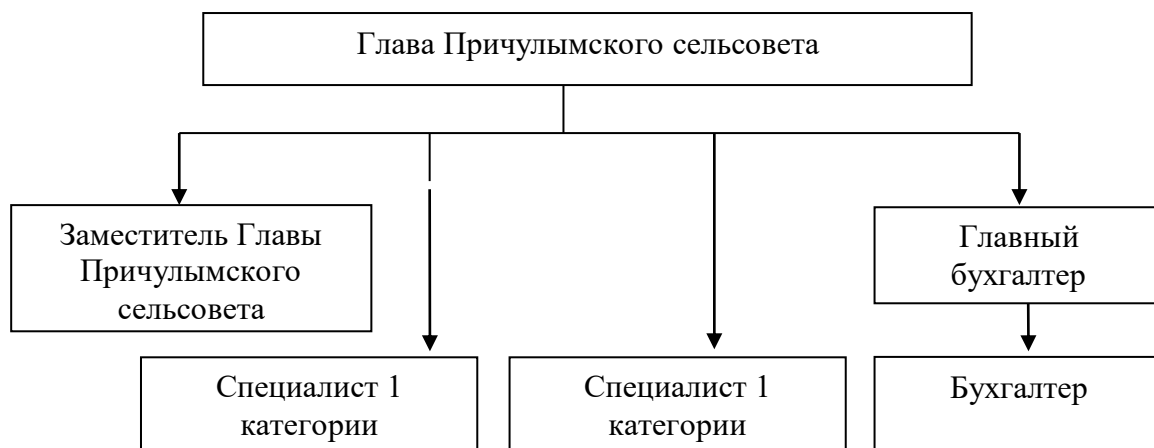 Глава Причулымского сельсовета
Заместитель Главы
Причулымского
сельсовета
Главный
бухгалтер
Специалист 1
категории
Специалист 1
категории
Бухгалтер